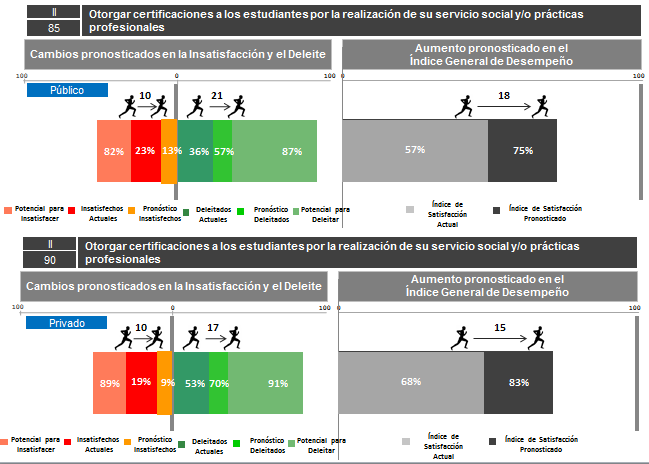 II
85
Otorgar certificaciones a los estudiantes por la realización de su servicio social y/o prácticas
profesionales
Cambios pronosticados en la Insatisfacción y el Deleite
Aumento pronosticado en el
Índice General de Desempeño
100 0 100
0 100
Público
10 21
18
82% 23% 13% 36% 57% 87%
57% 75%
Potencial para
Insatisfacer
Insatisfechos
Actuales
Pronóstico
Insatisfechos
Deleitados
Actuales
Pronóstico
Deleitados
Potencial para
Deleitar
Índice de
Satisfacción
Actual
Índice de Satisfacción
Pronosticado
II
90
Otorgar certificaciones a los estudiantes por la realización de su servicio social y/o prácticas
profesionales
Cambios pronosticados en la Insatisfacción y el Deleite
Aumento pronosticado en el
Índice General de Desempeño
100 0 100
0 100
Privado
10 17
15
89% 19% 9% 53% 70% 91%
68% 83%
Potencial para
Insatisfacer
Insatisfechos
Actuales
Pronóstico
Insatisfechos
Deleitados
Actuales
Pronóstico
Deleitados
Potencial para
Deleitar
Índice de
Satisfacción
Actual
Índice de Satisfacción
Pronosticado